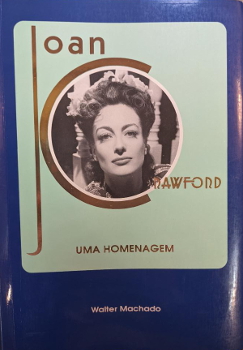 Joan
CRAWFORD
UMA HOMENAGEM
Walter Machado